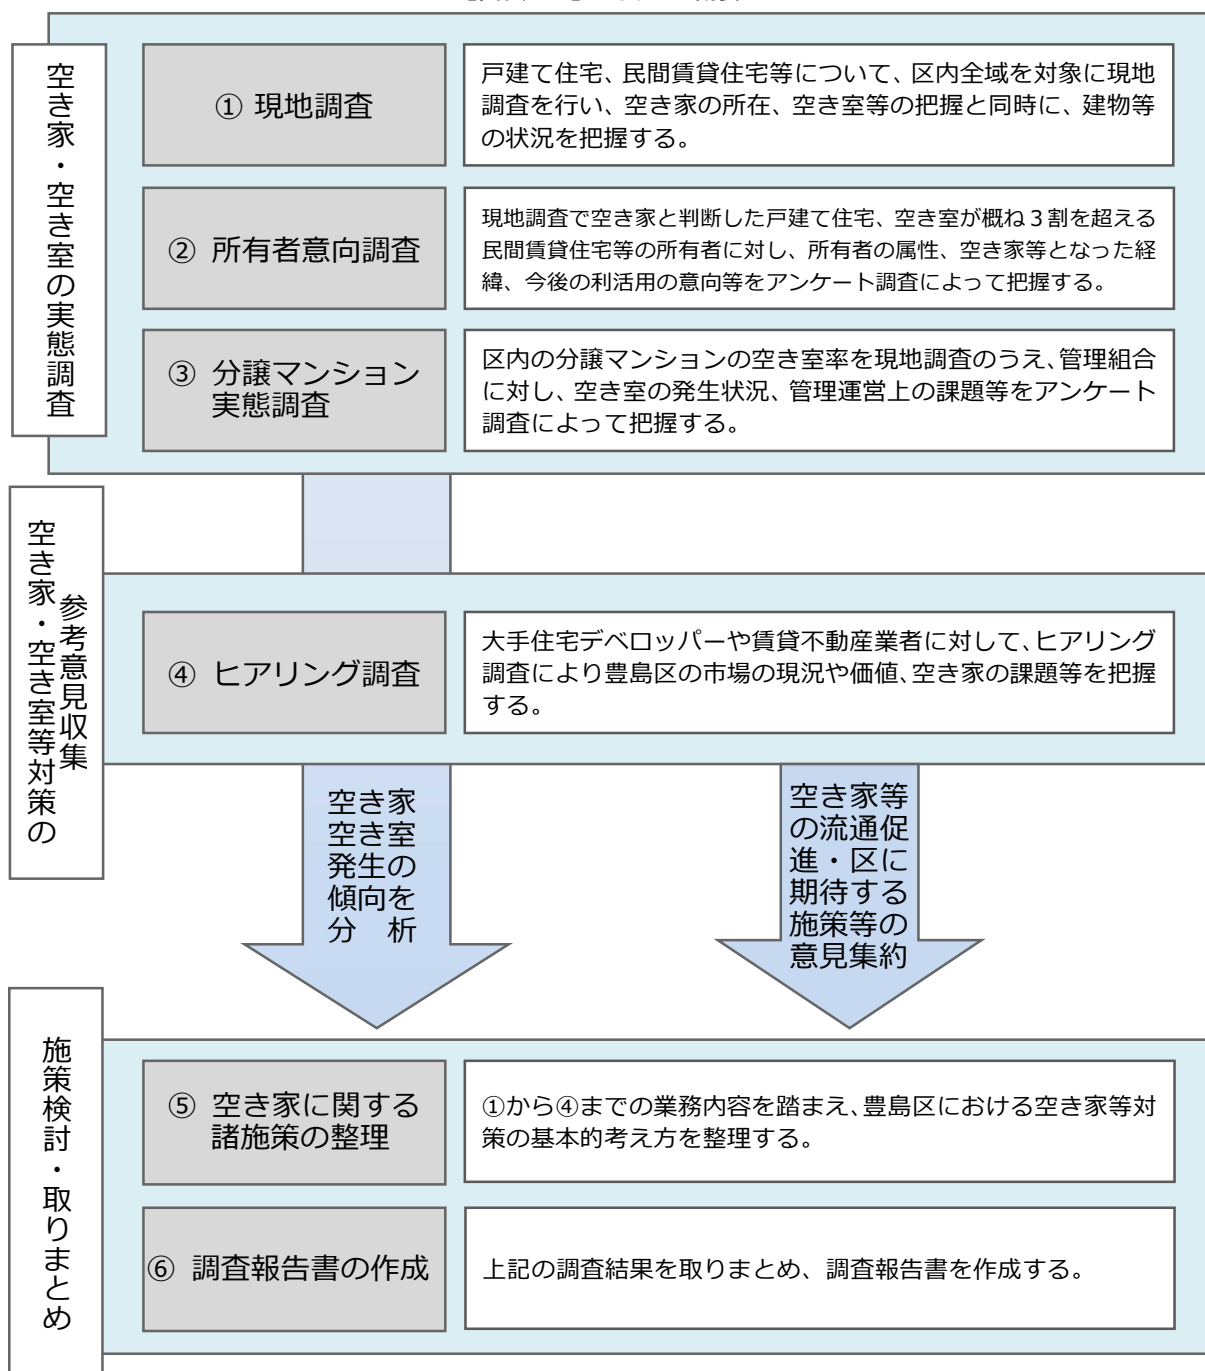 空き家・空き室の実態調査
① 現地調査
戸建て住宅、民間賃貸住宅等について、区内全域を対象に現地
調査を行い、空き家の所在、空き室等の把握と同時に、建物等
の状況を把握する。
② 所有者意向調査
現地調査で空き家と判断した戸建て住宅、空き室が概ね３割を超える
民間賃貸住宅等の所有者に対し、所有者の属性、空き家等となった経
緯、今後の利活用の意向等をアンケート調査によって把握する。
③ 分譲マンション
実態調査
区内の分譲マンションの空き室率を現地調査のうえ、管理組合
に対し、空き室の発生状況、管理運営上の課題等をアンケート
調査によって把握する。
空き家・空き室等対策の
参考意見収集
④ ヒアリング調査
大手住宅デベロッパーや賃貸不動産業者に対して、ヒアリング
調査により豊島区の市場の現況や価値、空き家の課題等を把握
する。
空き家
空き室
発生の
傾向を
分　析
空き家等
の流通促
進・区に
期待する
施策等の
意見集約
施策検討・取りまとめ
⑤ 空き家に関する
諸施策の整理
①から④までの業務内容を踏まえ、豊島区における空き家等対
策の基本的考え方を整理する。
⑥ 調査報告書の作成
上記の調査結果を取りまとめ、調査報告書を作成する。